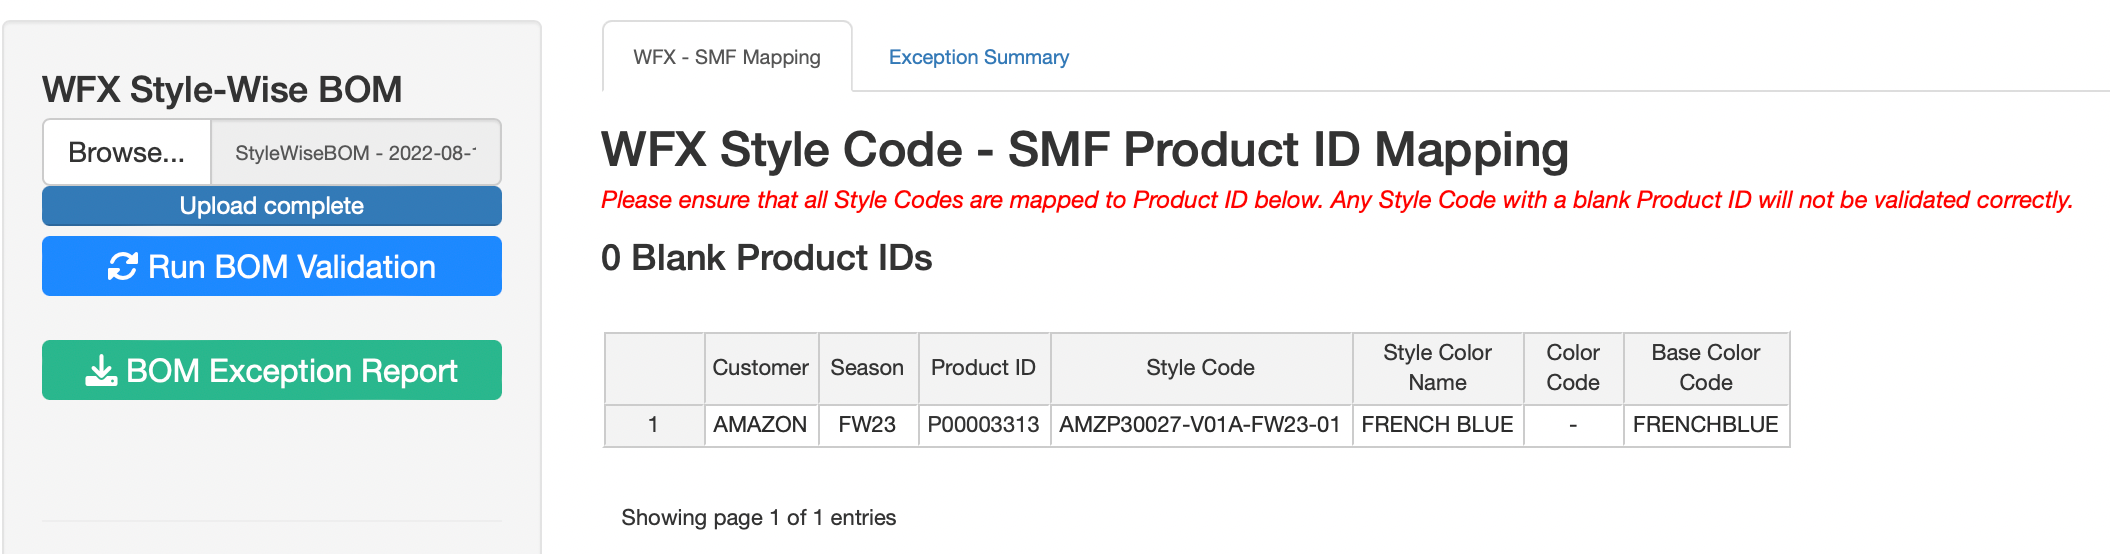 WFX Style-Wise BOM
Browse...
StyleWiseBOM - 2022-08-
Upload complete
Run BOM Validation
BOM Exception Report
WFX - SMF Mapping
Exception Summary
WFX Style Code - SMF Product ID Mapping
Please ensure that all Style Codes are mapped to Product ID below. Any Style Code with a blank Product ID will not be validated correctly.
0 Blank Product IDs
Customer Season Product ID Style Code Style Color Name Color Code Base Color Code
1 AMAZON FW23 P00003313 AMZP30027-V01A-FW23-01 FRENCH BLUE - FRENCHBLUE
Showing page 1 of 1 entries